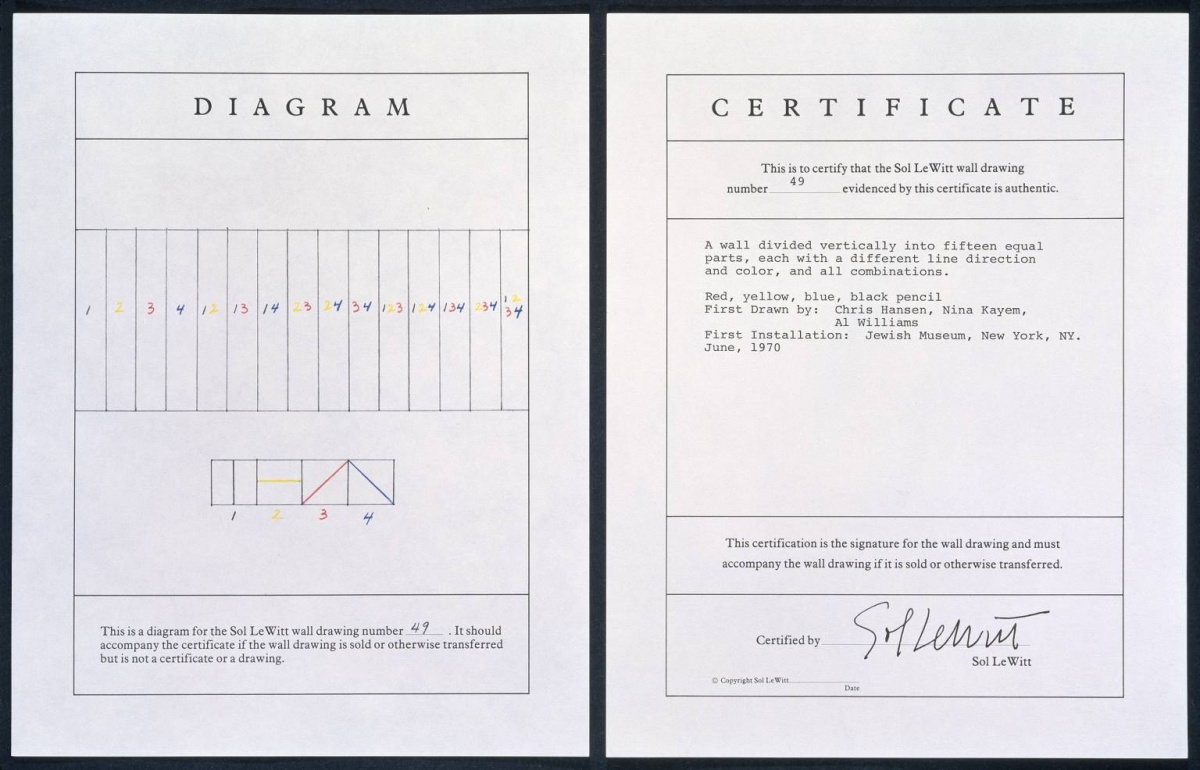 DIAGRAM
1 2 3 4 12 13 14 23 24 34 123 124 134 234 12
34
1 2 3 4
This is a diagram for the Sol LeWitt wall drawing number 49 . It should
accompany the certificate if the wall drawing is sold or otherwise transferred
but is not a certificate or a drawing.
CERTIFICATE
This is to certify that the Sol LeWitt wall drawing
number 49 evidenced by this certificate is authentic.
A wall divided vertically into fifteen equal
parts, each with a different line direction
and color, and all combinations.
Red, yellow, blue, black pencil
First Drawn by: Chris Hansen, Nina Kayem,
Al Williams
First Installation: Jewish Museum, New York, NY.
June, 1970
This certification is the signature for the wall drawing and must
accompany the wall drawing if it is sold or otherwise transferred.
Certified by Sol LeWitt
Sol LeWitt
© Copyright Sol LeWitt
Date